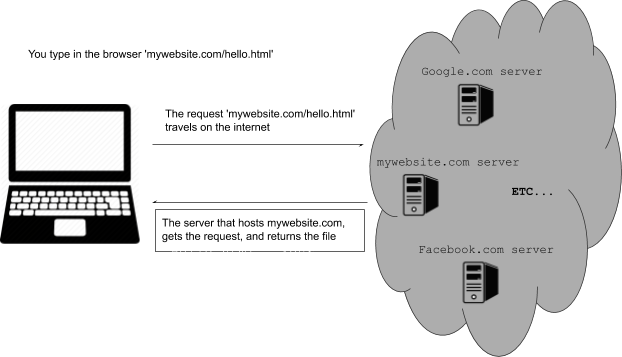 You type in the browser 'mywebsite.com/hello.html'
Google.com server
The request 'mywebsite.com/hello.html'
travels on the internet
mywebsite.com server
ETC...
The server that hosts mywebsite.com,
gets the request, and returns the file
Facebook.com server